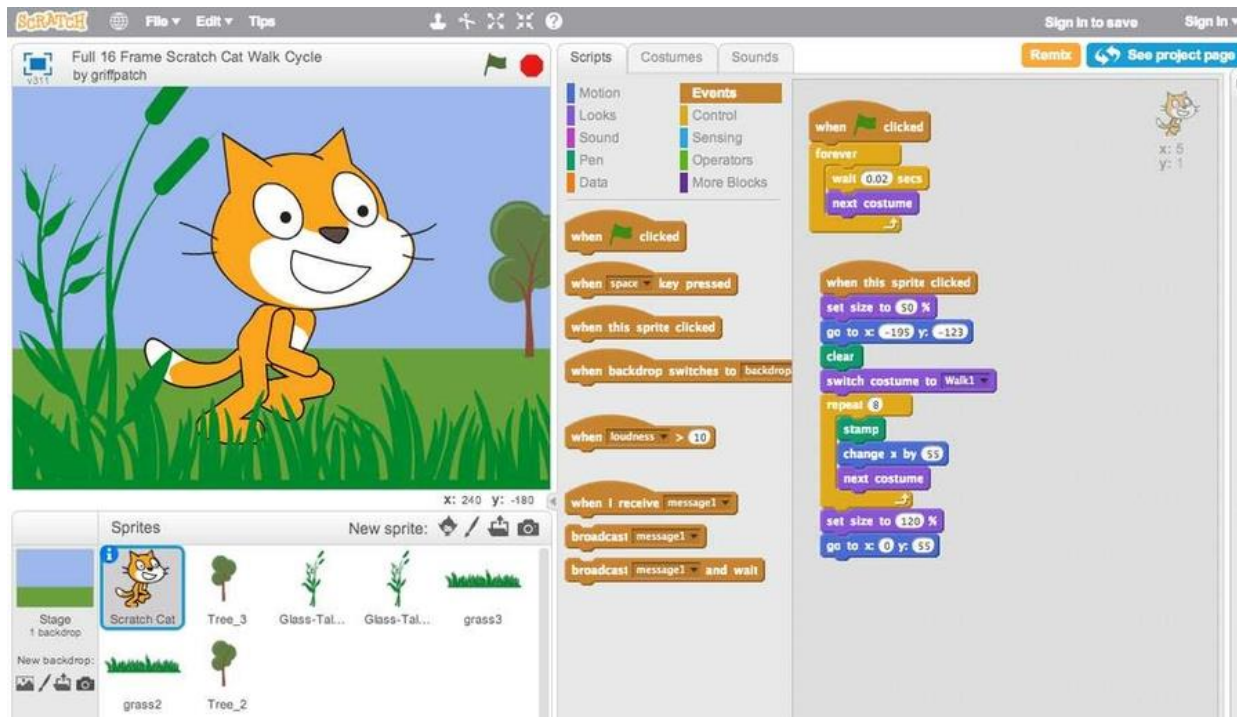 SCRATCH File Edit Tips Sign in to save Sign in
v311
Full 16 Frame Scratch Cat Walk Cycle
by griffpatch
Scripts Costumes Sounds
Remix See project page
Motion Events
Looks Control
Sound Sensing
Pen Operators
Data More Blocks
when clicked
when space key pressed
when this sprite clicked
when backdrop switches to backdrop
when loudness > 10
when I receive message1
broadcast message1
broadcast message1 and wait
when clicked
forever
wait 0.02 secs
next costume
x: 5
y: 1
when this sprite clicked
set size to 50 %
go to x: -195 y: -123
clear
switch costume to Walk1
repeat 8
stamp
change x by 55
next costume
set size to 120 %
go to x: 0 y: 55
x: 240 y: -180
Sprites New sprite:
Stage
1 backdrop
New backdrop:
Scratch Cat Tree_3 Glass-Tal... Glass-Tal... grass3
grass2 Tree_2